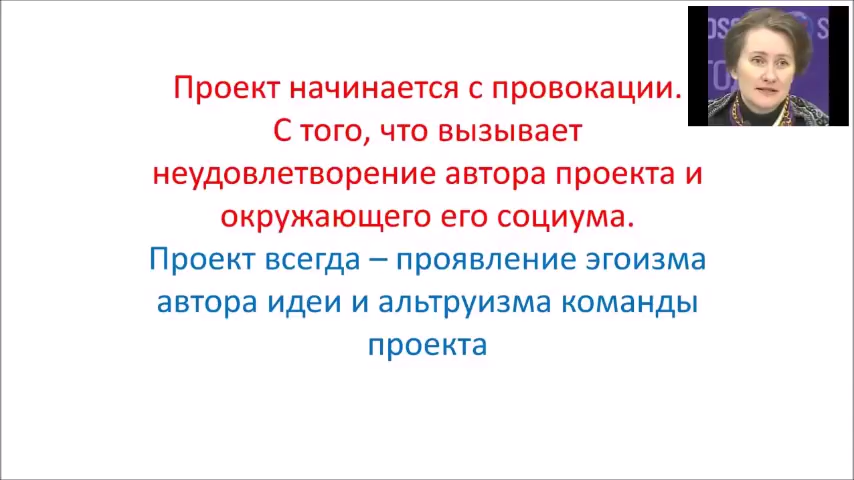 Проект начинается с провокации.
С того, что вызывает
неудовлетворение автора проекта и
окружающего его социума.
Проект всегда – проявление эгоизма
автора идеи и альтруизма команды
проекта